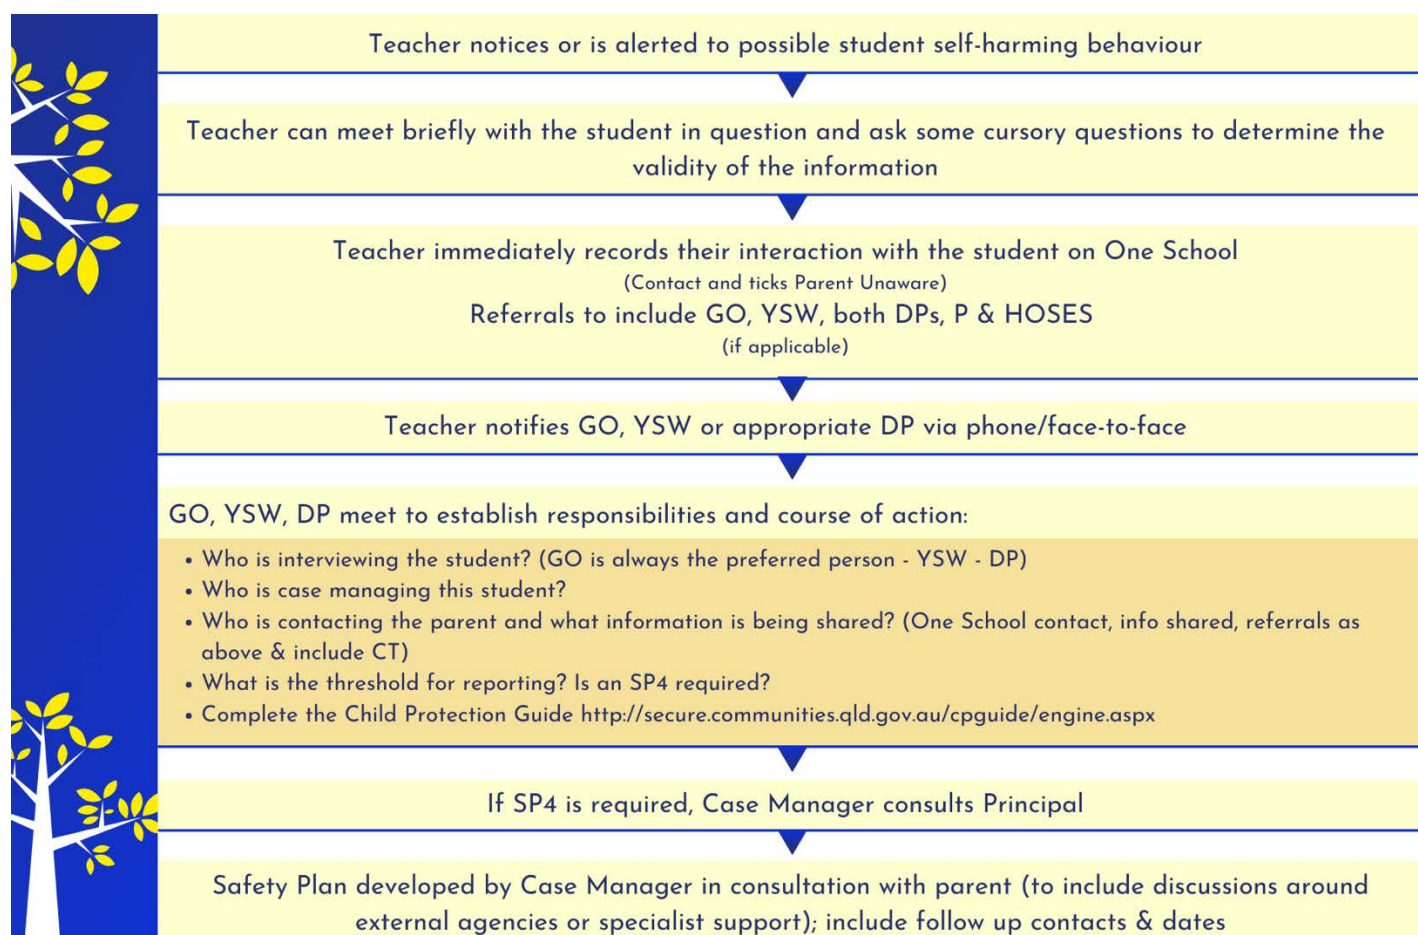 Teacher notices or is alerted to possible student self-harming behaviour
Teacher can meet briefly with the student in question and ask some cursory questions to determine the
validity of the information
Teacher immediately records their interaction with the student on One School
(Contact and ticks Parent Unaware)
Referrals to include GO, YSW, both DPs, P & HOSES
(if applicable)
Teacher notifies GO, YSW or appropriate DP via phone/face-to-face
GO, YSW, DP meet to establish responsibilities and course of action:
• Who is interviewing the student? (GO is always the preferred person - YSW - DP)
• Who is case managing this student?
• Who is contacting the parent and what information is being shared? (One School contact, info shared, referrals as
above & include CT)
• What is the threshold for reporting? Is an SP4 required?
• Complete the Child Protection Guide http://secure.communities.qld.gov.au/cpguide/engine.aspx
If SP4 is required, Case Manager consults Principal
Safety Plan developed by Case Manager in consultation with parent (to include discussions around
external agencies or specialist support); include follow up contacts & dates